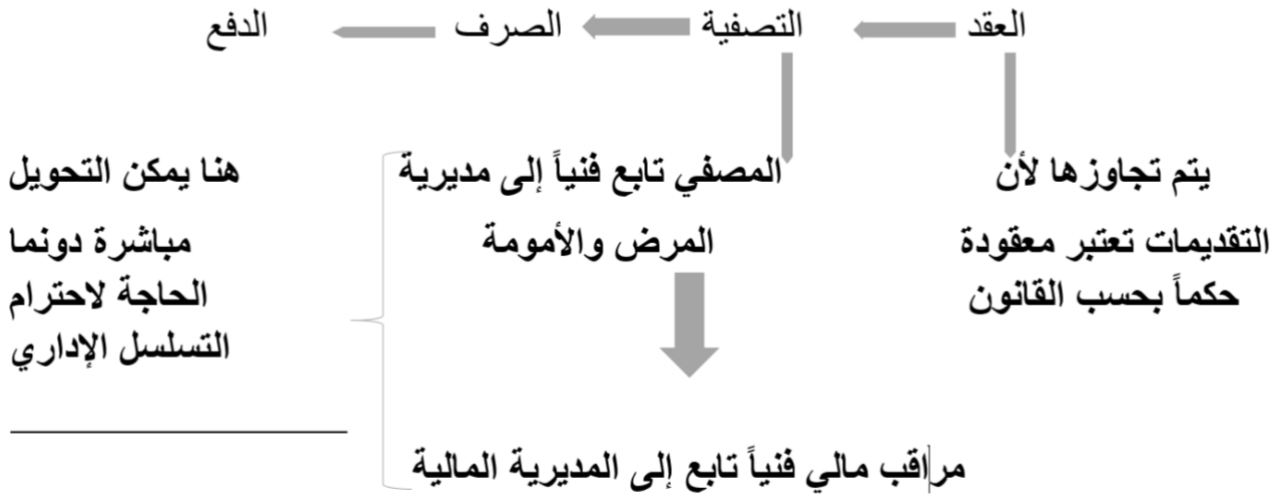 العقد التصفية الصرف الدفع
يتم تجاوزها لأن
التقديمات تعتبر معقودة
حكماً بحسب القانون
المصفي تابع فنياً إلى مديرية
المرض والأمومة
مراقب مالي فنياً تابع إلى المديرية المالية
هنا يمكن التحويل
مباشرة دونما
الحاجة لاحترام
التسلسل الإداري